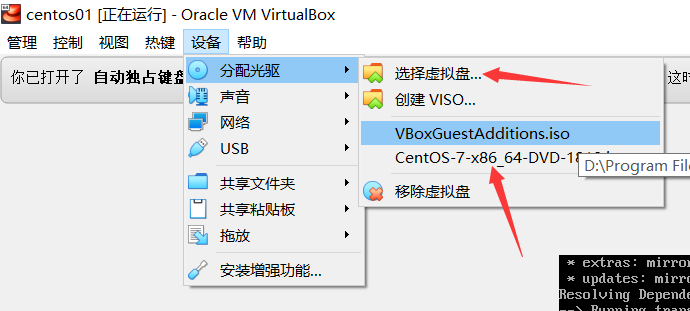 centos01 [正在运行] - Oracle VM VirtualBox
管理 控制 视图 热键 设备 帮助
你已打开了 自动独占键盘 这时
分配光驱
声音
网络
USB
共享文件夹
共享粘贴板
拖放
安装增强功能...
选择虚拟盘...
创建 VISO...
VBoxGuestAdditions.iso
CentOS-7-x86_64-DVD-18
D:\Program File
移除虚拟盘
* extras: mirror
* updates: mirro
Resolving Depende
--> Running trans